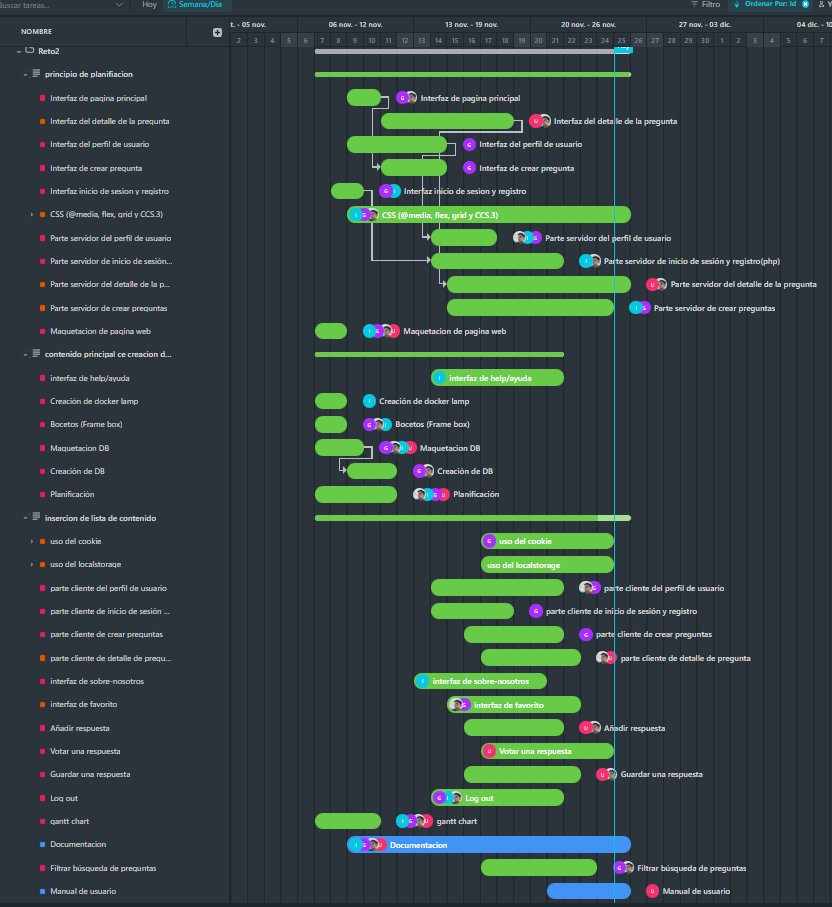 Buscar tareas...
Hoy
Semana/Día
Filtro
Ordenar Por: Id
NOMBRE
t. - 05 nov.
06 nov. - 12 nov.
13 nov. - 19 nov.
20 nov. - 26 nov.
27 nov. - 03 dic.
04 dic. - 10
2 3 4 5 6 7 8 9 10 11 12 13 14 15 16 17 18 19 20 21 22 23 24 25 26 27 28 29 30 1 2 3 4 5 6 7
Reto2
principio de planifiacion
Interfaz de pagina principal
Interfaz de pagina principal
Interfaz del detalle de la pregunta
Interfaz del detalle de la pregunta
Interfaz del perfil de usuario
Interfaz del perfil de usuario
Interfaz de crear pregunta
Interfaz de crear pregunta
Interfaz inicio de sesion y registro
Interfaz inicio de sesion y registro
CSS (@media, flex, grid y CCS.3)
CSS (@media, flex, grid y CCS.3)
Parte servidor del perfil de usuario
Parte servidor del perfil de usuario
Parte servidor de inicio de sesión...
Parte servidor de inicio de sesión y registro(php)
Parte servidor del detalle de la p...
Parte servidor del detalle de la pregunta
Parte servidor de crear preguntas
Parte servidor de crear preguntas
Maquetacion de pagina web
Maquetacion de pagina web
contenido principal ce creacion d...
interfaz de help/ayuda
interfaz de help/ayuda
Creación de docker lamp
Creación de docker lamp
Bocetos (Frame box)
Bocetos (Frame box)
Maquetacion DB
Maquetacion DB
Creación de DB
Creación de DB
Planificación
Planificación
insercion de lista de contenido
uso del cookie
uso del cookie
uso del localstorage
uso del localstorage
parte cliente del perfil de usuario
parte cliente del perfil de usuario
parte cliente de inicio de sesión ...
parte cliente de inicio de sesión y registro
parte cliente de crear preguntas
parte cliente de crear preguntas
parte cliente de detalle de pregu...
parte cliente de detalle de pregunta
interfaz de sobre-nosotros
interfaz de sobre-nosotros
interfaz de favorito
interfaz de favorito
Añadir respuesta
Añadir respuesta
Votar una respuesta
Votar una respuesta
Guardar una respuesta
Guardar una respuesta
Log out
Log out
gantt chart
gantt chart
Documentacion
Documentacion
Filtrar búsqueda de preguntas
Filtrar búsqueda de preguntas
Manual de usuario
Manual de usuario